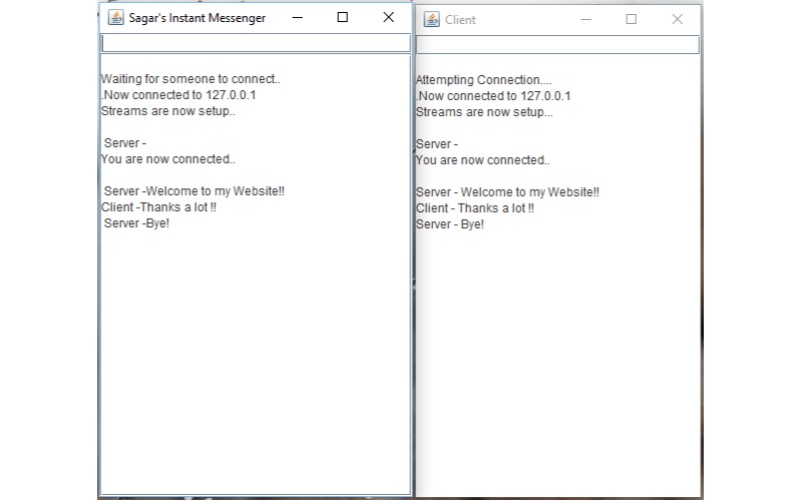 Sagar's Instant Messenger
Waiting for someone to connect..
.Now connected to 127.0.0.1
Streams are now setup..
Server -
You are now connected..
Server -Welcome to my Website!!
Client -Thanks a lot !!
Server -Bye!
Client
Attempting Connection....
.Now connected to 127.0.0.1
Streams are now setup...
Server -
You are now connected..
Server - Welcome to my Website!!
Client - Thanks a lot !!
Server - Bye!